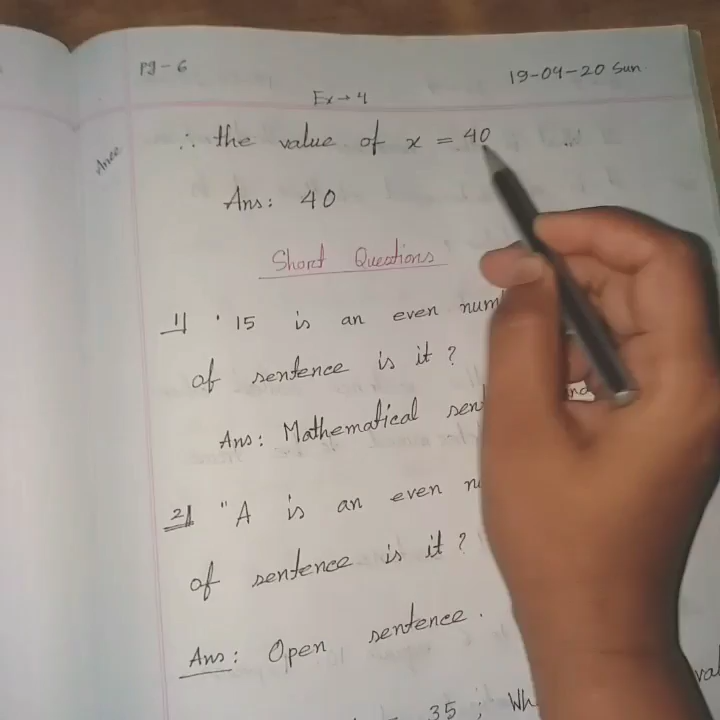 Pg - 6
19-04-20 Sun
Ex → 4
∴ the value of x = 40
Ans: 40
Short Questions
1) " 15 is an even
of sentence is it ?
Ans: Mathematical
2) " A is an even
of sentence is it ?
Ans: Open sentence.
35 ;